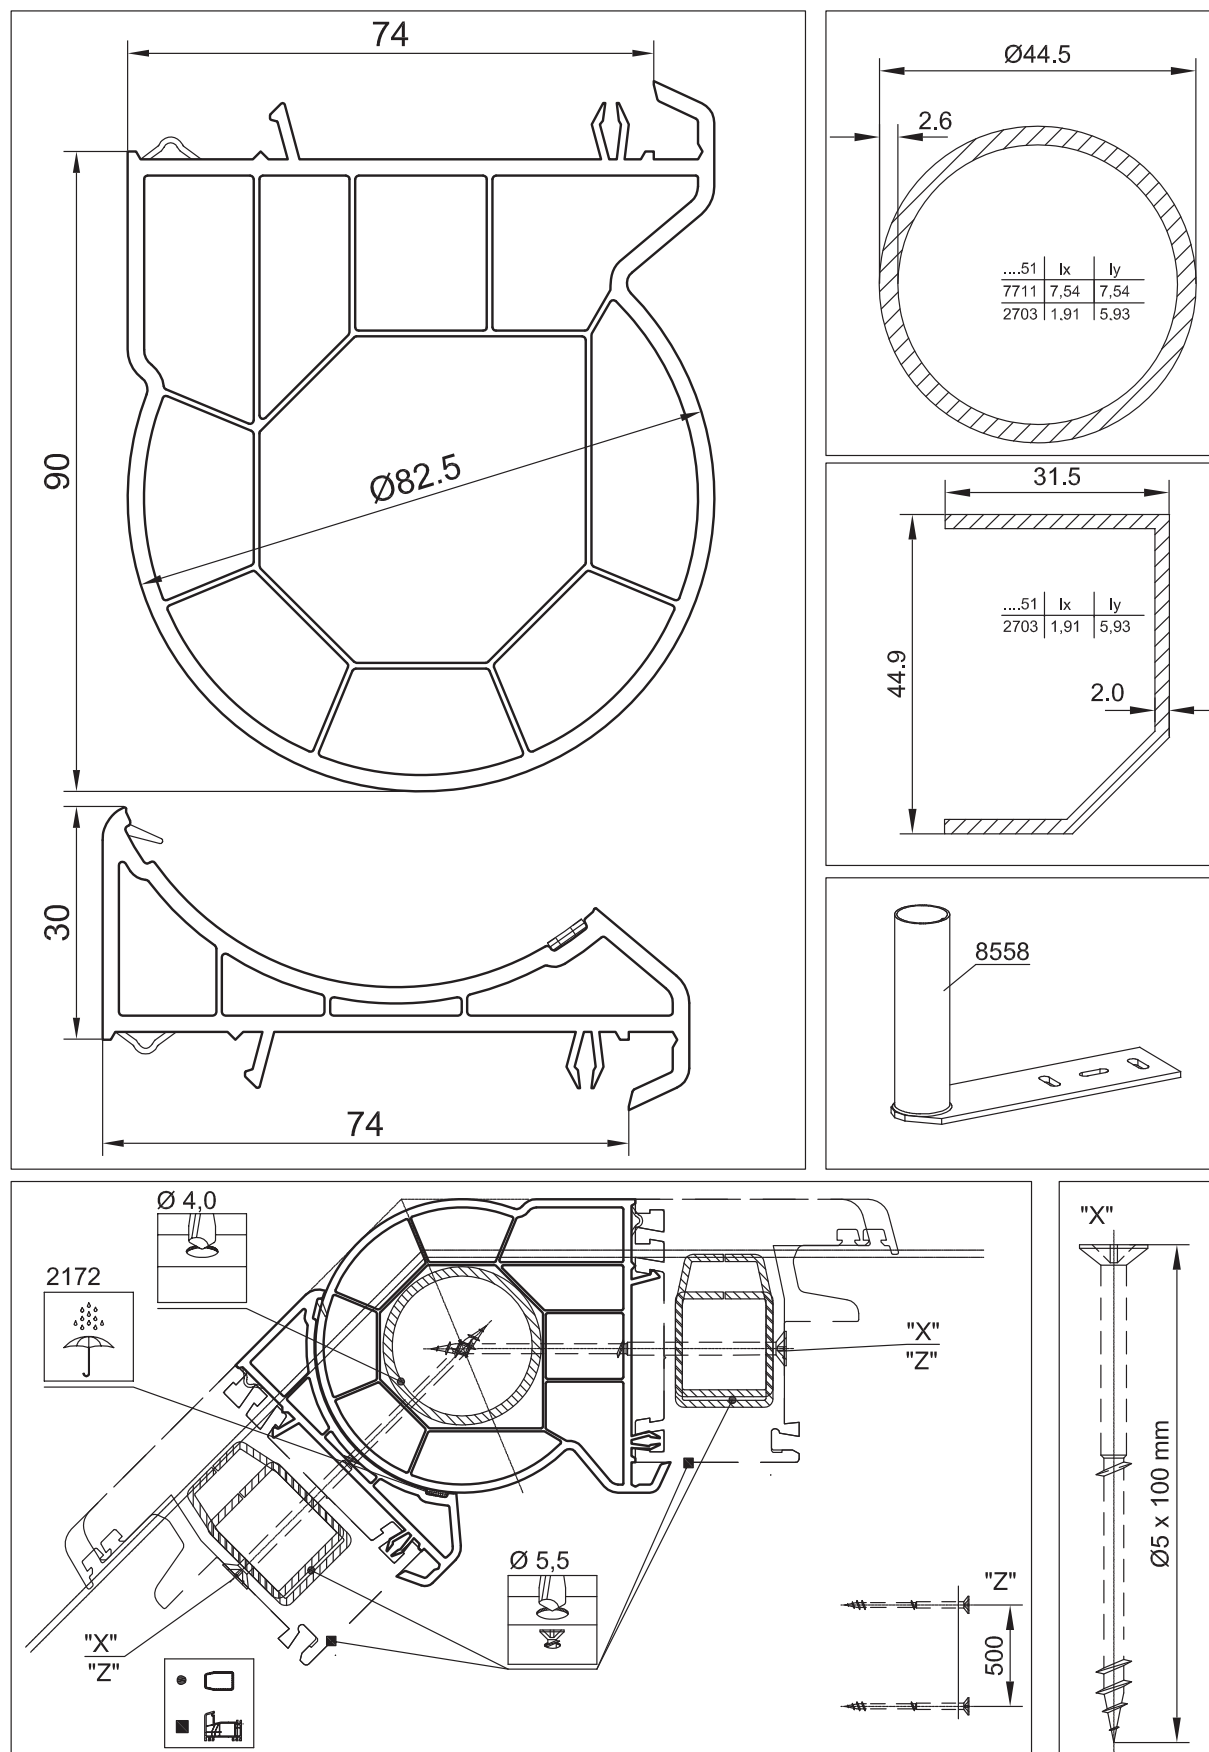 74
90
Ø82.5
30
74
Ø44.5
2.6
....51 Ix Iy
7711 7,54 7,54
2703 1,91 5,93
31.5
44.9
....51 Ix Iy
2703 1,91 5,93
2.0
8558
Ø 4,0
2172
"X"
"Z"
Ø 5,5
"X"
"Z"
"Z"
500
"X"
Ø5 x 100 mm